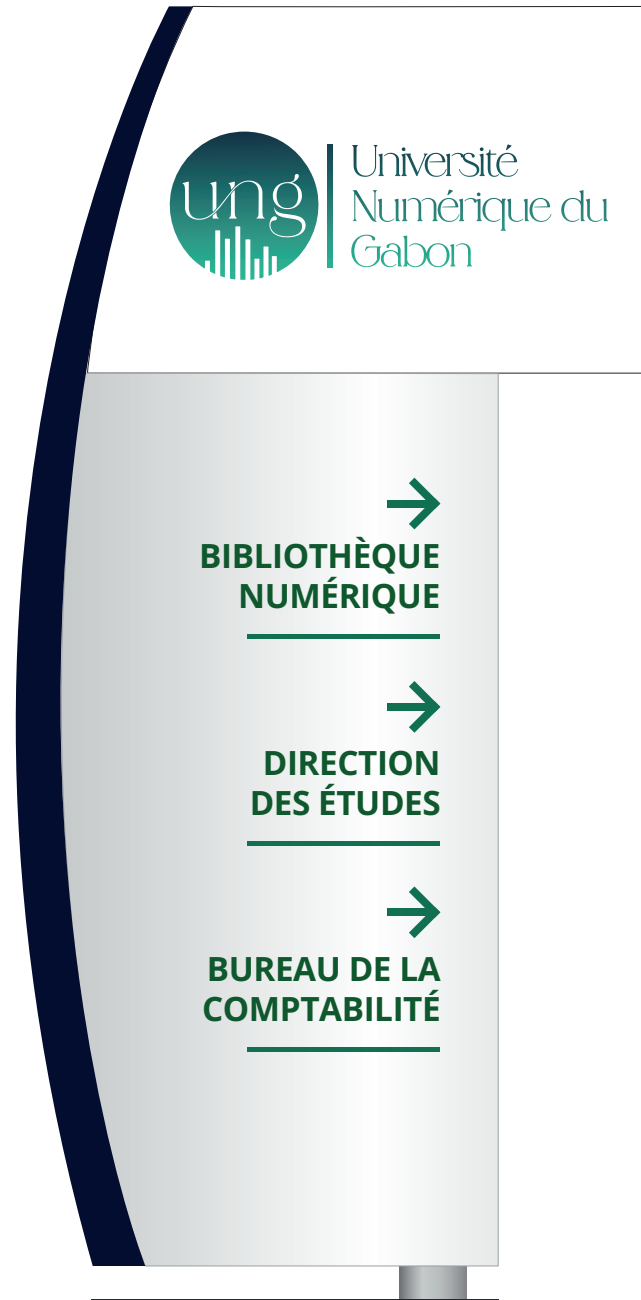 ung
Université
Numérique du
Gabon
BIBLIOTHÈQUE
NUMÉRIQUE
DIRECTION
DES ÉTUDES
BUREAU DE LA
COMPTABILITÉ